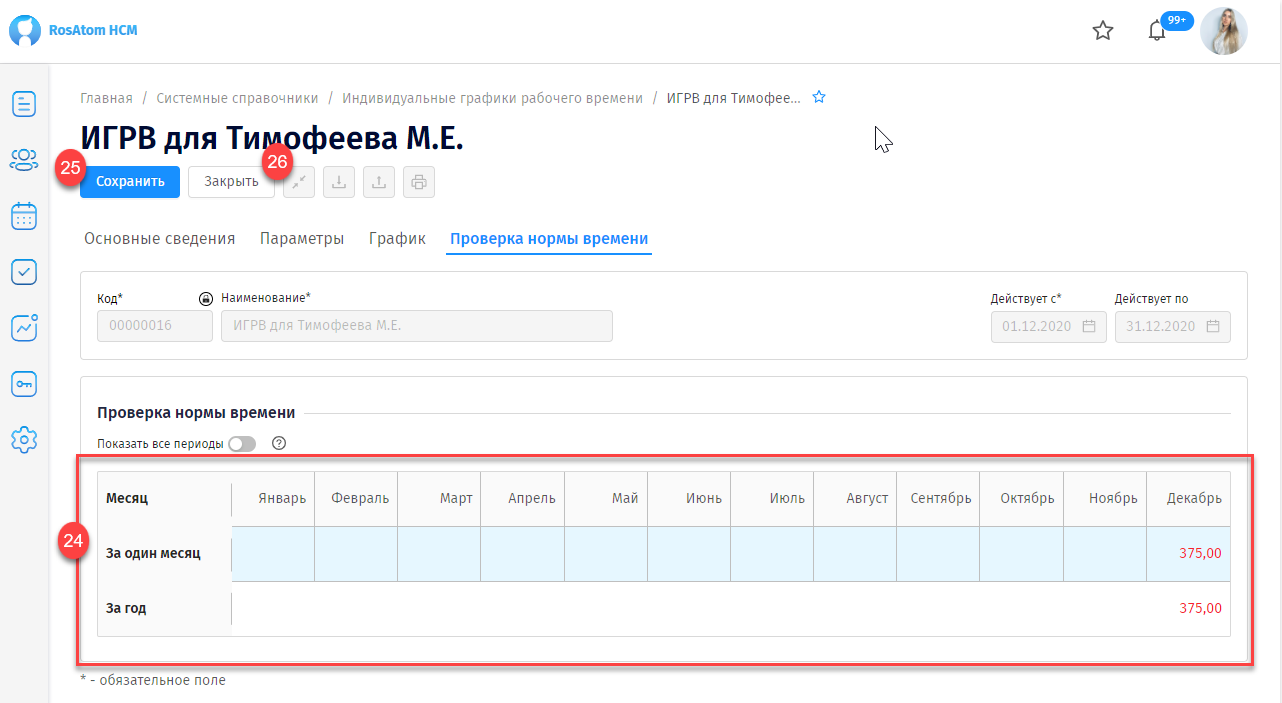 RosAtom HCM
99+
Главная / Системные справочники / Индивидуальные графики рабочего времени / ИГРВ для Тимофее...
ИГРВ для Тимофеева М.Е.
25
26
Сохранить Закрыть
Основные сведения Параметры График Проверка нормы времени
Код* Наименование* Действует с* Действует по
00000016 ИГРВ для Тимофеева М.Е. 01.12.2020 31.12.2020
Проверка нормы времени
Показать все периоды
Месяц Январь Февраль Март Апрель Май Июнь Июль Август Сентябрь Октябрь Ноябрь Декабрь
24
За один месяц 375,00
За год 375,00
* - обязательное поле